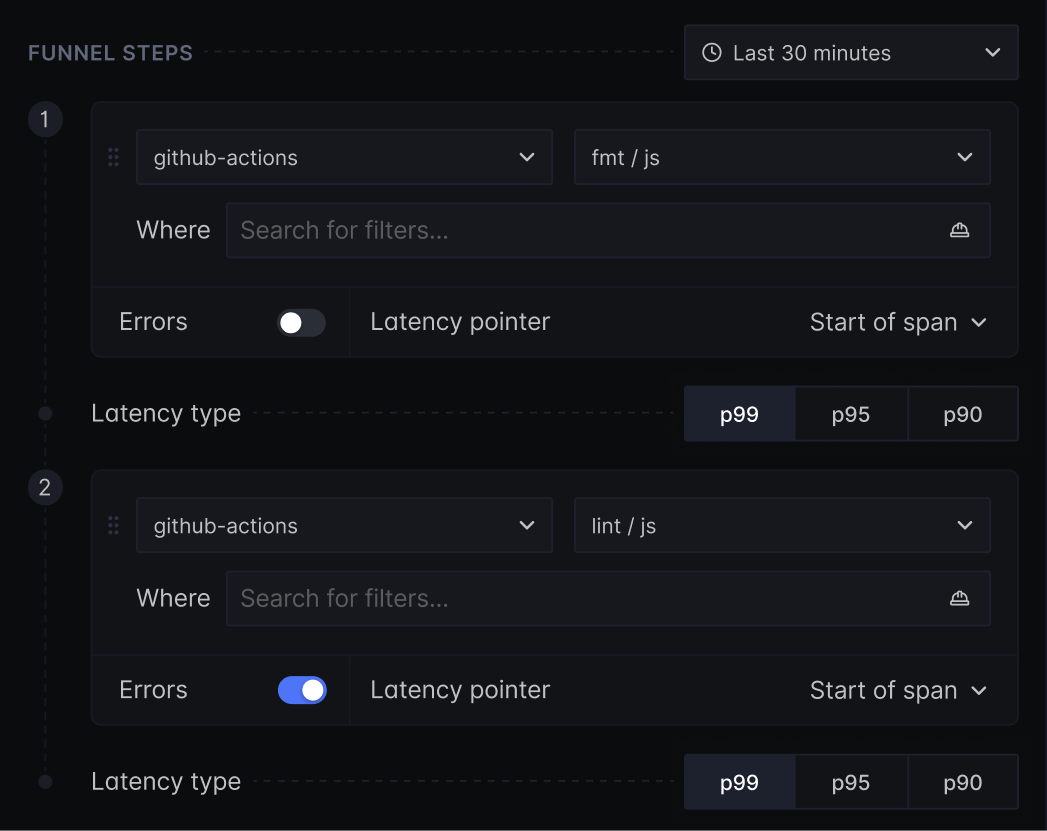 FUNNEL STEPS Last 30 minutes
1
github-actions fmt / js
Where Search for filters...
Errors Latency pointer Start of span
Latency type p99 p95 p90
2
github-actions lint / js
Where Search for filters...
Errors Latency pointer Start of span
Latency type p99 p95 p90